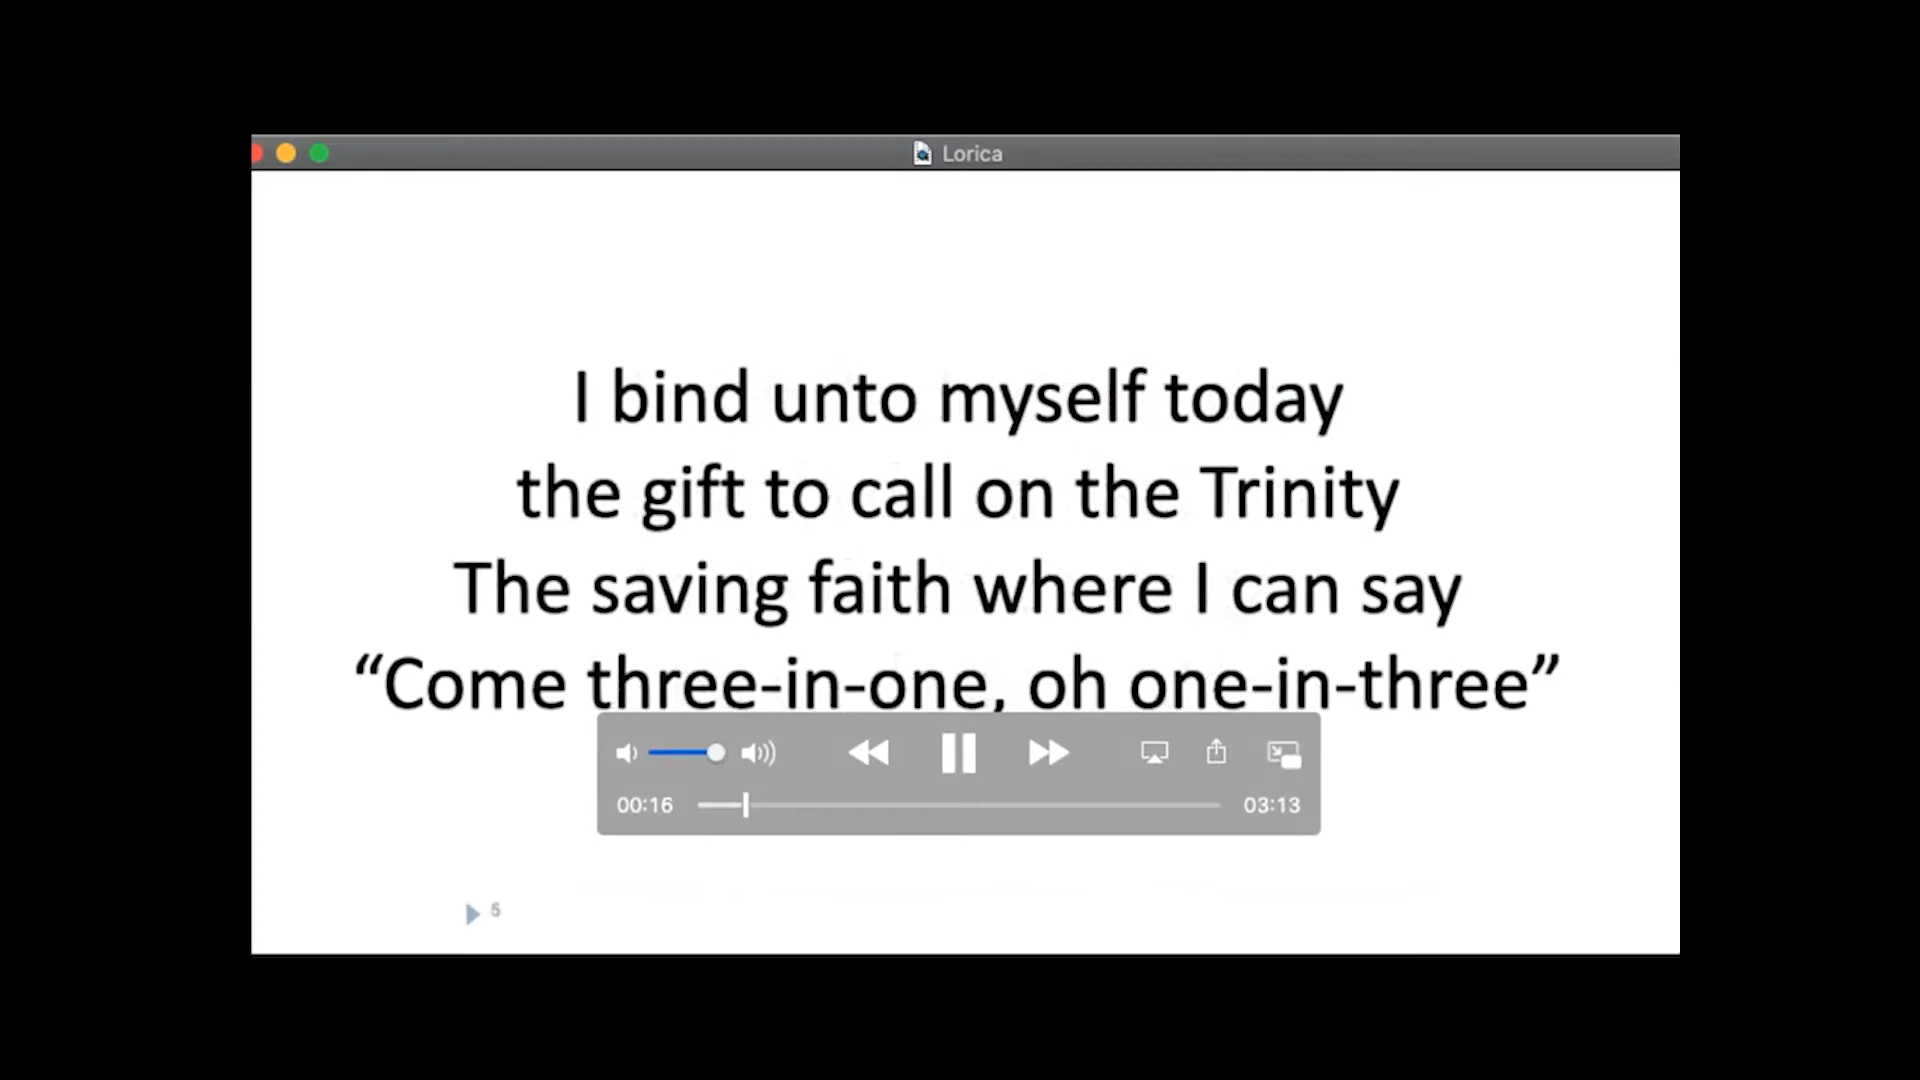 Lorica
I bind unto myself today
the gift to call on the Trinity
The saving faith where I can say
“Come three-in-one, oh one-in-three”
00:16
03:13
5